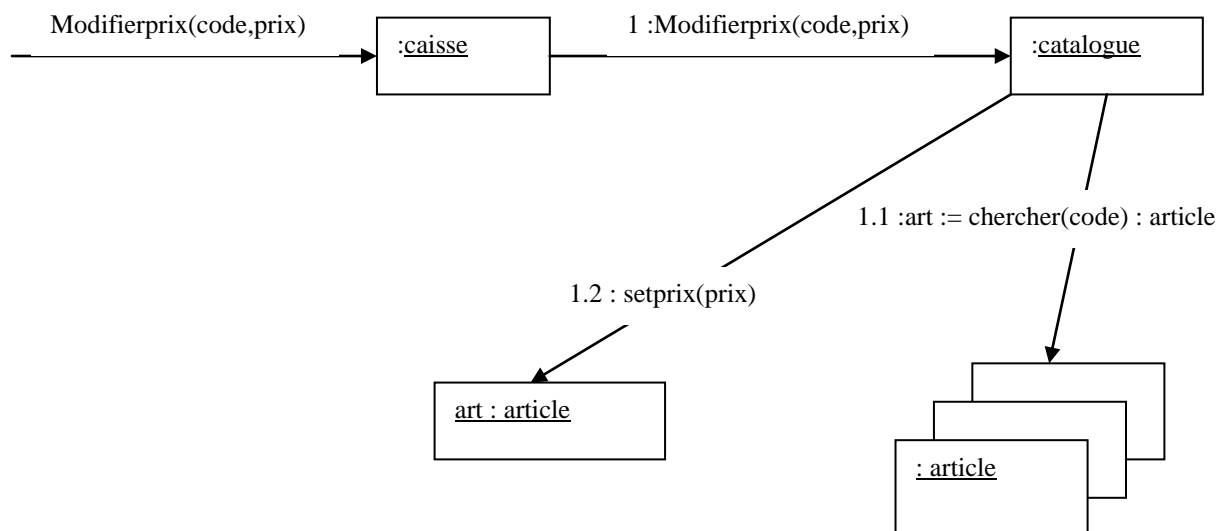 Modifierprix(code,prix)
1 :Modifierprix(code,prix)
:caisse
:catalogue
1.1 :art := chercher(code) : article
1.2 : setprix(prix)
art : article
: article